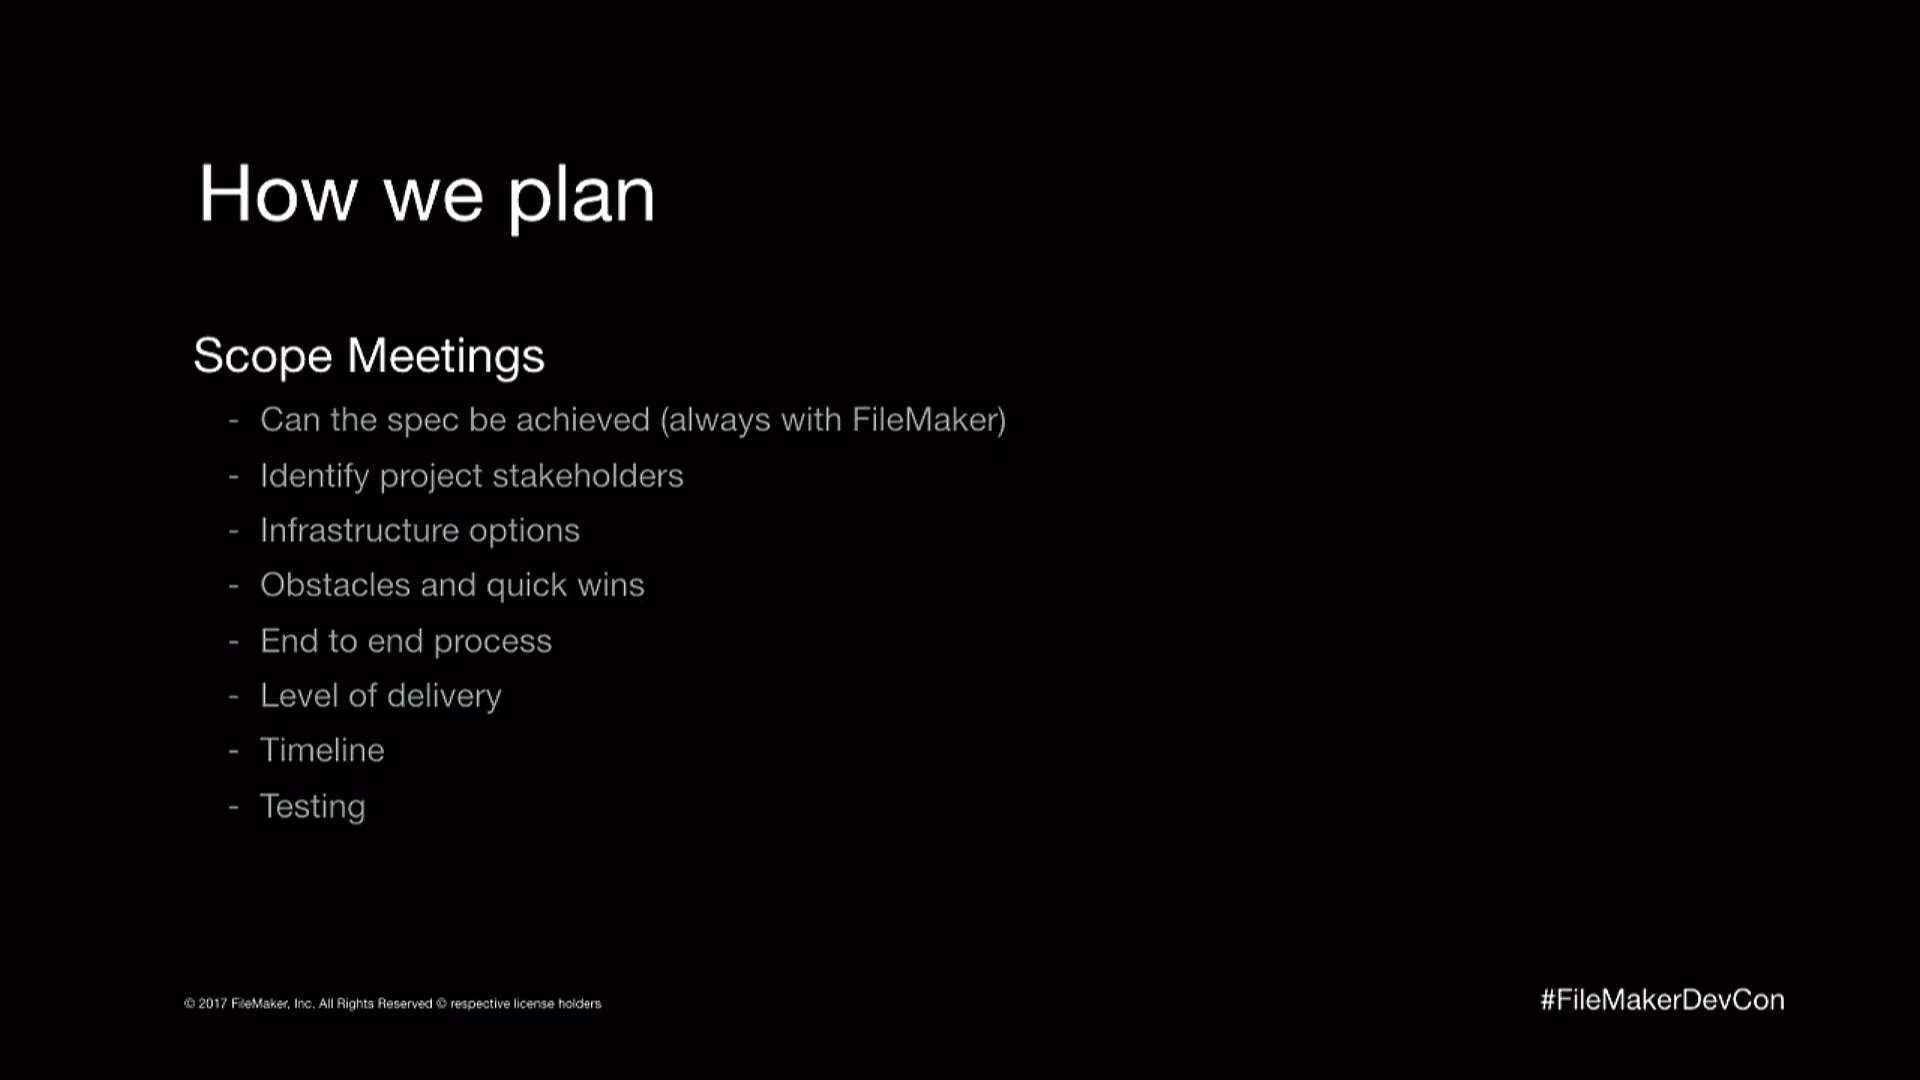 How we plan
Scope Meetings
- Can the spec be achieved (always with FileMaker)
- Identify project stakeholders
- Infrastructure options
- Obstacles and quick wins
- End to end process
- Level of delivery
- Timeline
- Testing
© 2017 FileMaker, Inc. All Rights Reserved © respective license holders
#FileMakerDevCon